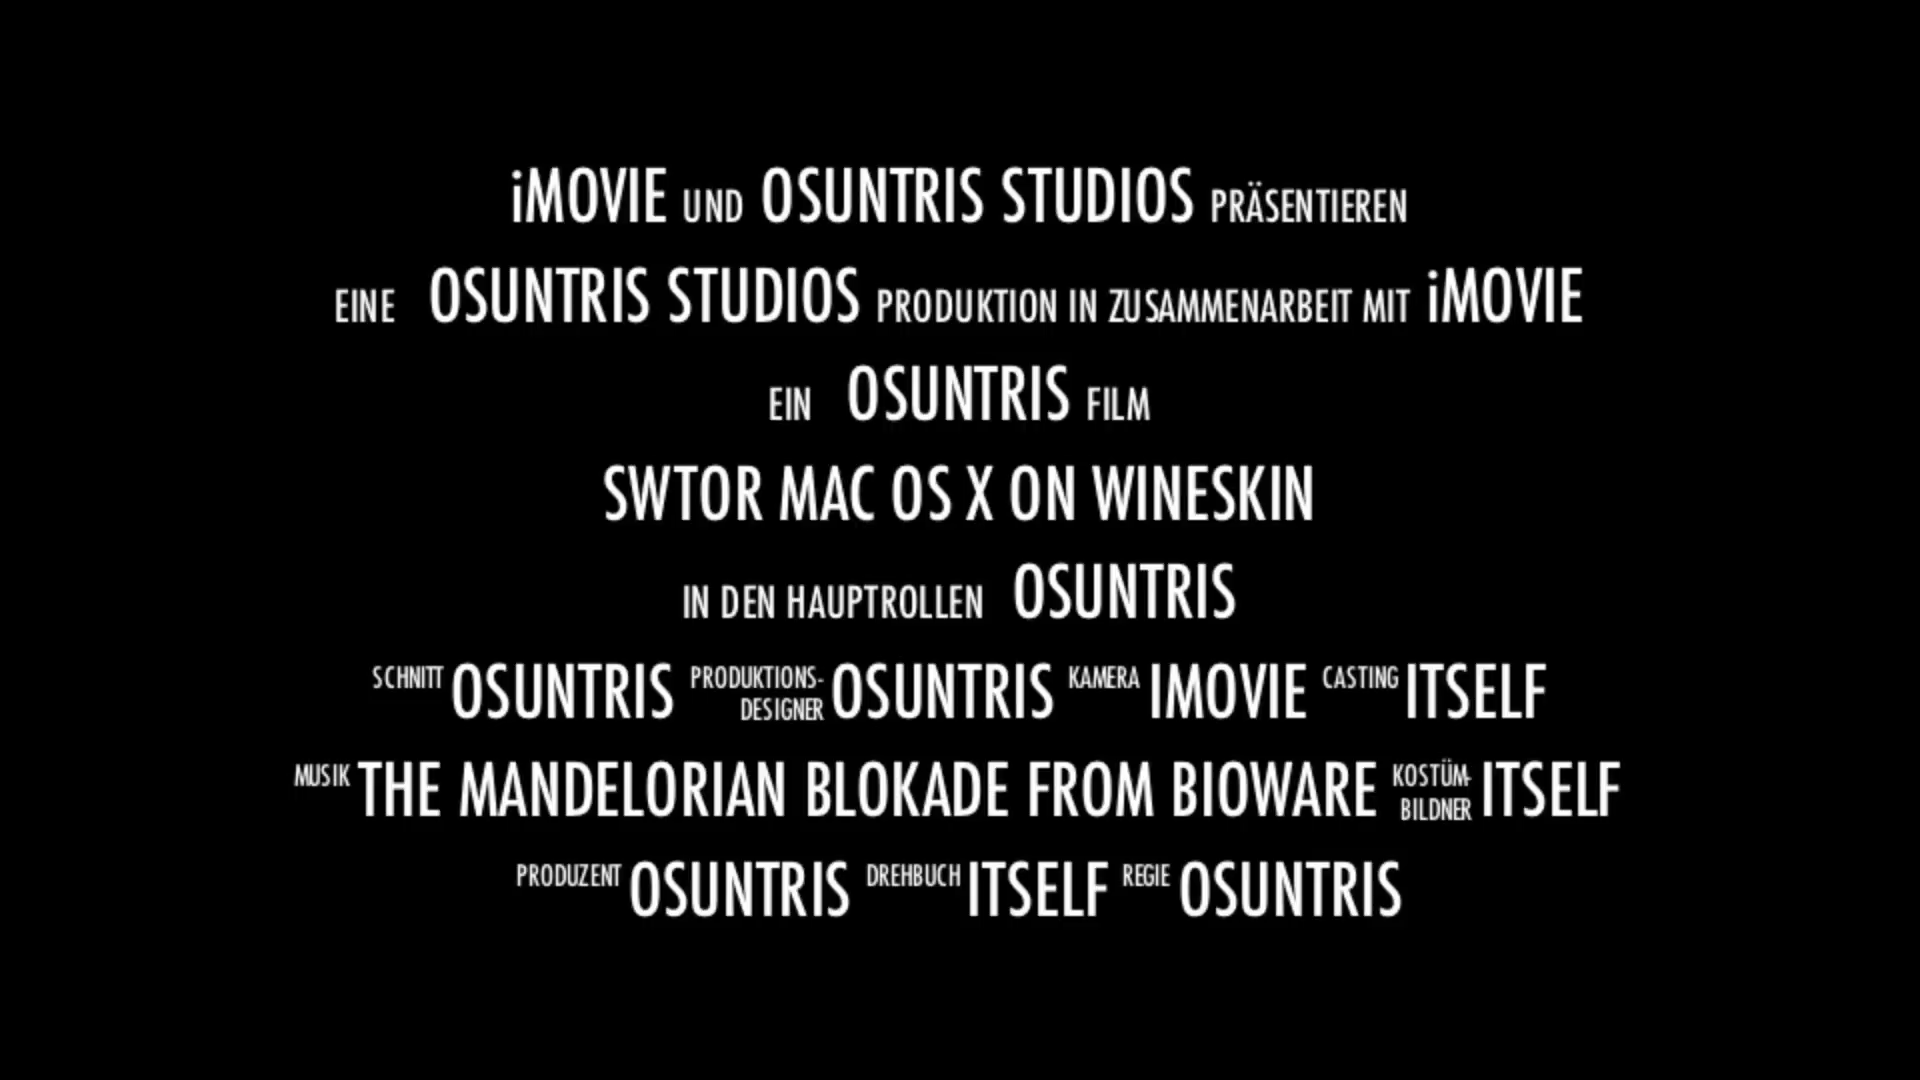 iMOVIE UND OSUNTRIS STUDIOS PRÄSENTIEREN
EINE OSUNTRIS STUDIOS PRODUKTION IN ZUSAMMENARBEIT MIT iMOVIE
EIN OSUNTRIS FILM
SWTOR MAC OS X ON WINESKIN
IN DEN HAUPTROLLEN OSUNTRIS
SCHNITT OSUNTRIS PRODUKTIONS-DESIGNER OSUNTRIS KAMERA IMOVIE CASTING ITSELF
MUSIK THE MANDELORIAN BLOKADE FROM BIOWARE KOSTÜM-BILDNER ITSELF
PRODUZENT OSUNTRIS DREHBUCH ITSELF REGIE OSUNTRIS